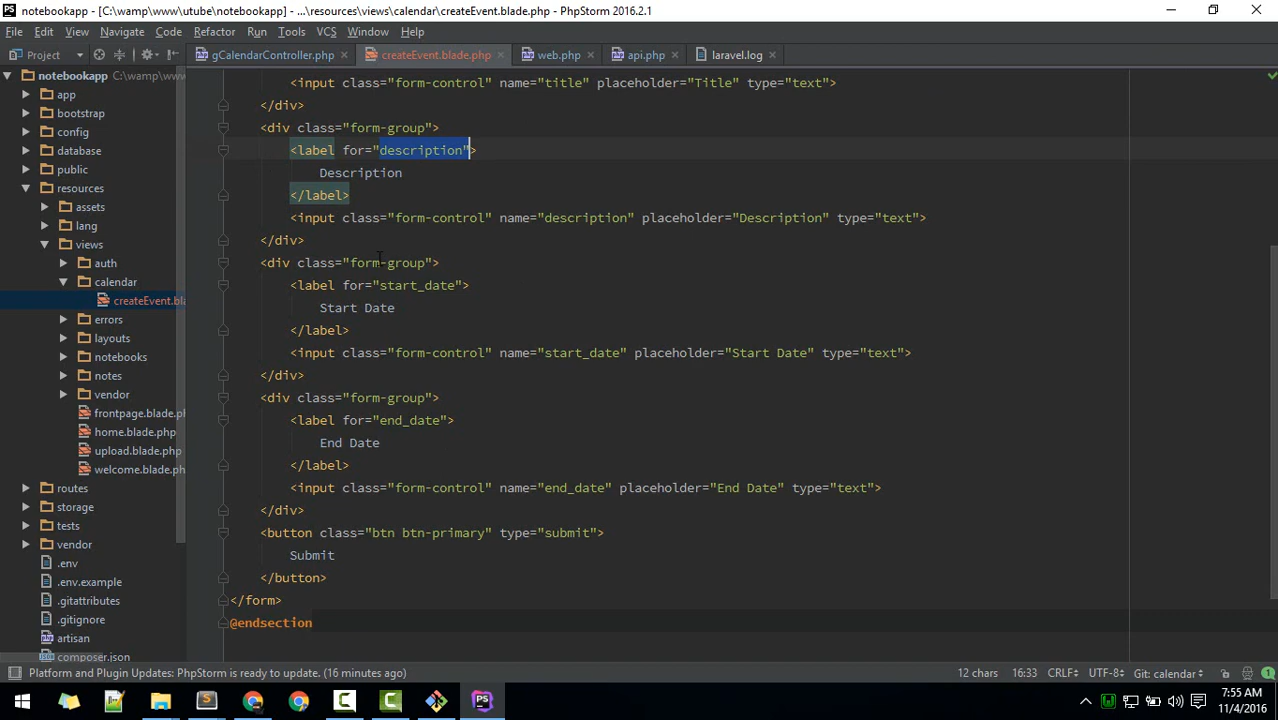 notebookapp - [C:\wamp\www\utube\notebookapp] - ...\resources\views\calendar\createEvent.blade.php - PhpStorm 2016.2.1
File Edit View Navigate Code Refactor Run Tools VCS Window Help
Project gCalendarController.php createEvent.blade.php web.php api.php laravel.log
notebookapp C:\wamp\www
app
bootstrap
config
database
public
resources
assets
lang
views
auth
calendar
createEvent.bla
errors
layouts
notebooks
notes
vendor
frontpage.blade.ph
home.blade.php
upload.blade.php
welcome.blade.ph
routes
storage
tests
vendor
.env
.env.example
.gitattributes
.gitignore
artisan
composer.json
<input class="form-control" name="title" placeholder="Title" type="text">
</div>
<div class="form-group">
<label for="description">
Description
</label>
<input class="form-control" name="description" placeholder="Description" type="text">
</div>
<div class="form-group">
<label for="start_date">
Start Date
</label>
<input class="form-control" name="start_date" placeholder="Start Date" type="text">
</div>
<div class="form-group">
<label for="end_date">
End Date
</label>
<input class="form-control" name="end_date" placeholder="End Date" type="text">
</div>
<button class="btn btn-primary" type="submit">
Submit
</button>
</form>
@endsection
Platform and Plugin Updates: PhpStorm is ready to update. (16 minutes ago) 12 chars 16:33 CRLF UTF-8 Git: calendar 1
7:55 AM
11/4/2016